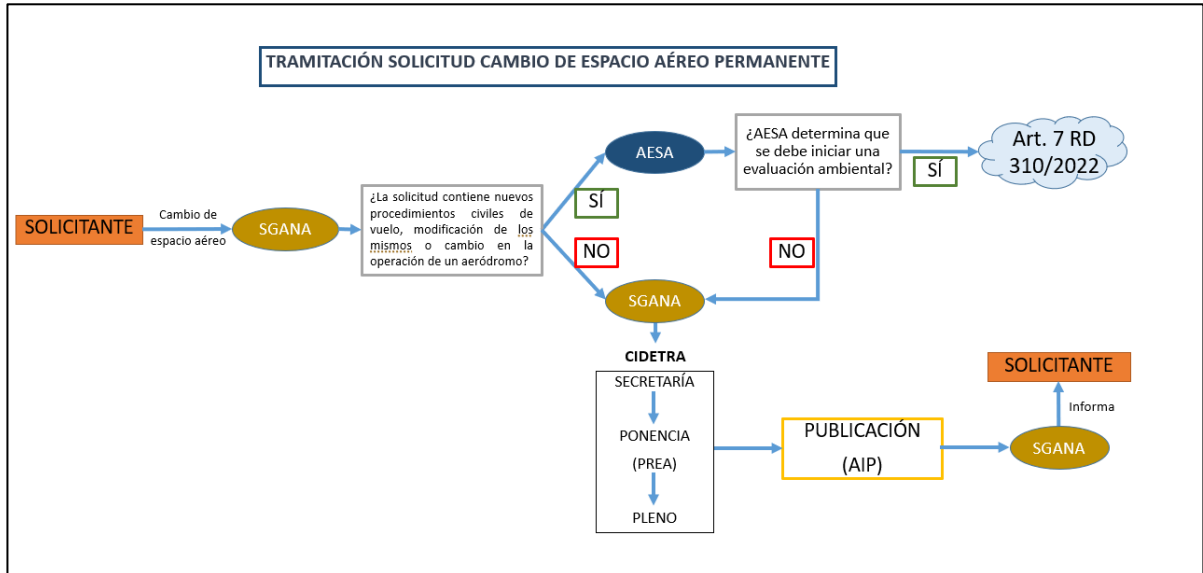 TRAMITACIÓN SOLICITUD CAMBIO DE ESPACIO AÉREO PERMANENTE
SOLICITANTE
Cambio de
espacio aéreo
SGANA
¿La solicitud contiene nuevos
procedimientos civiles de
vuelo, modificación de los
mismos o cambio en la
operación de un aeródromo?
SÍ
NO
AESA
¿AESA determina que
se debe iniciar una
evaluación ambiental?
SÍ
NO
Art. 7 RD
310/2022
SGANA
CIDETRA
SECRETARÍA
PONENCIA
(PREA)
PLENO
PUBLICACIÓN
(AIP)
SGANA
Informa
SOLICITANTE